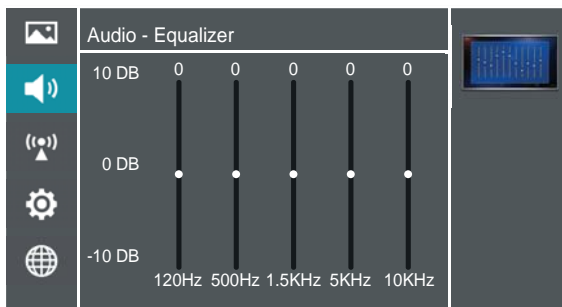 Audio - Equalizer
10 DB 0 0 0 0 0
0 DB
-10 DB
120Hz 500Hz 1.5KHz 5KHz 10KHz